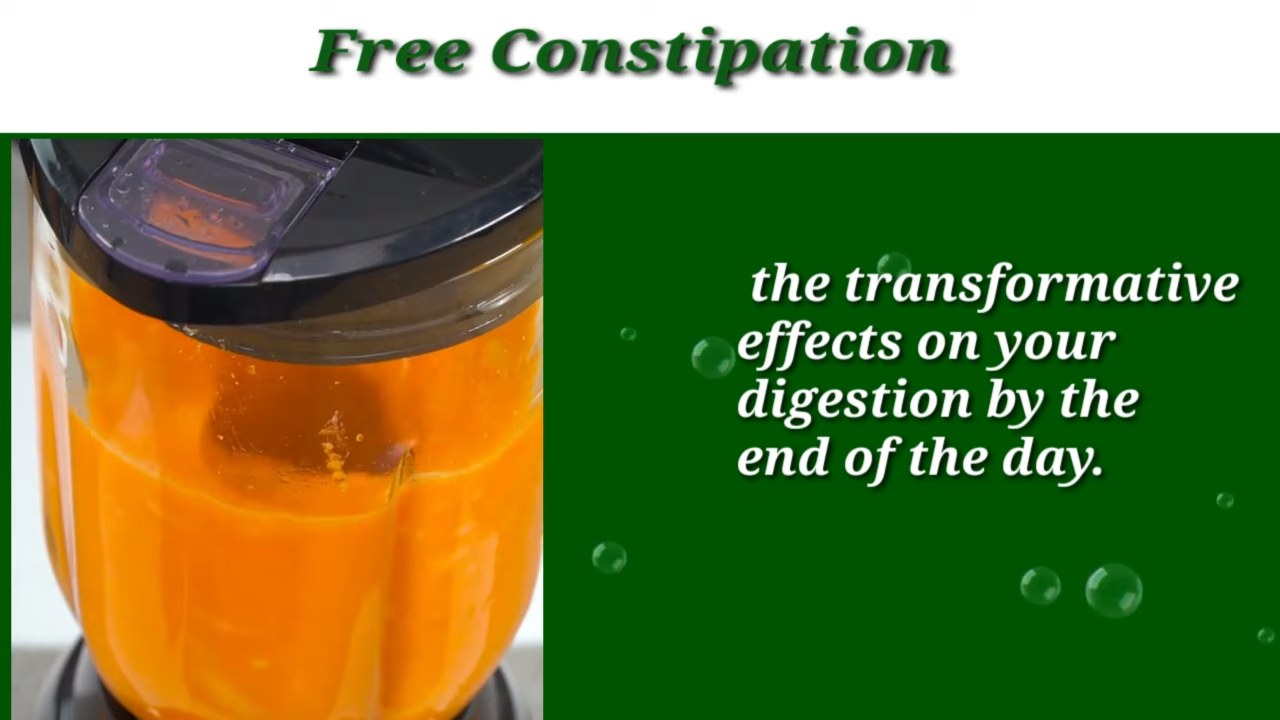 Free Constipation
the transformative
effects on your
digestion by the
end of the day.